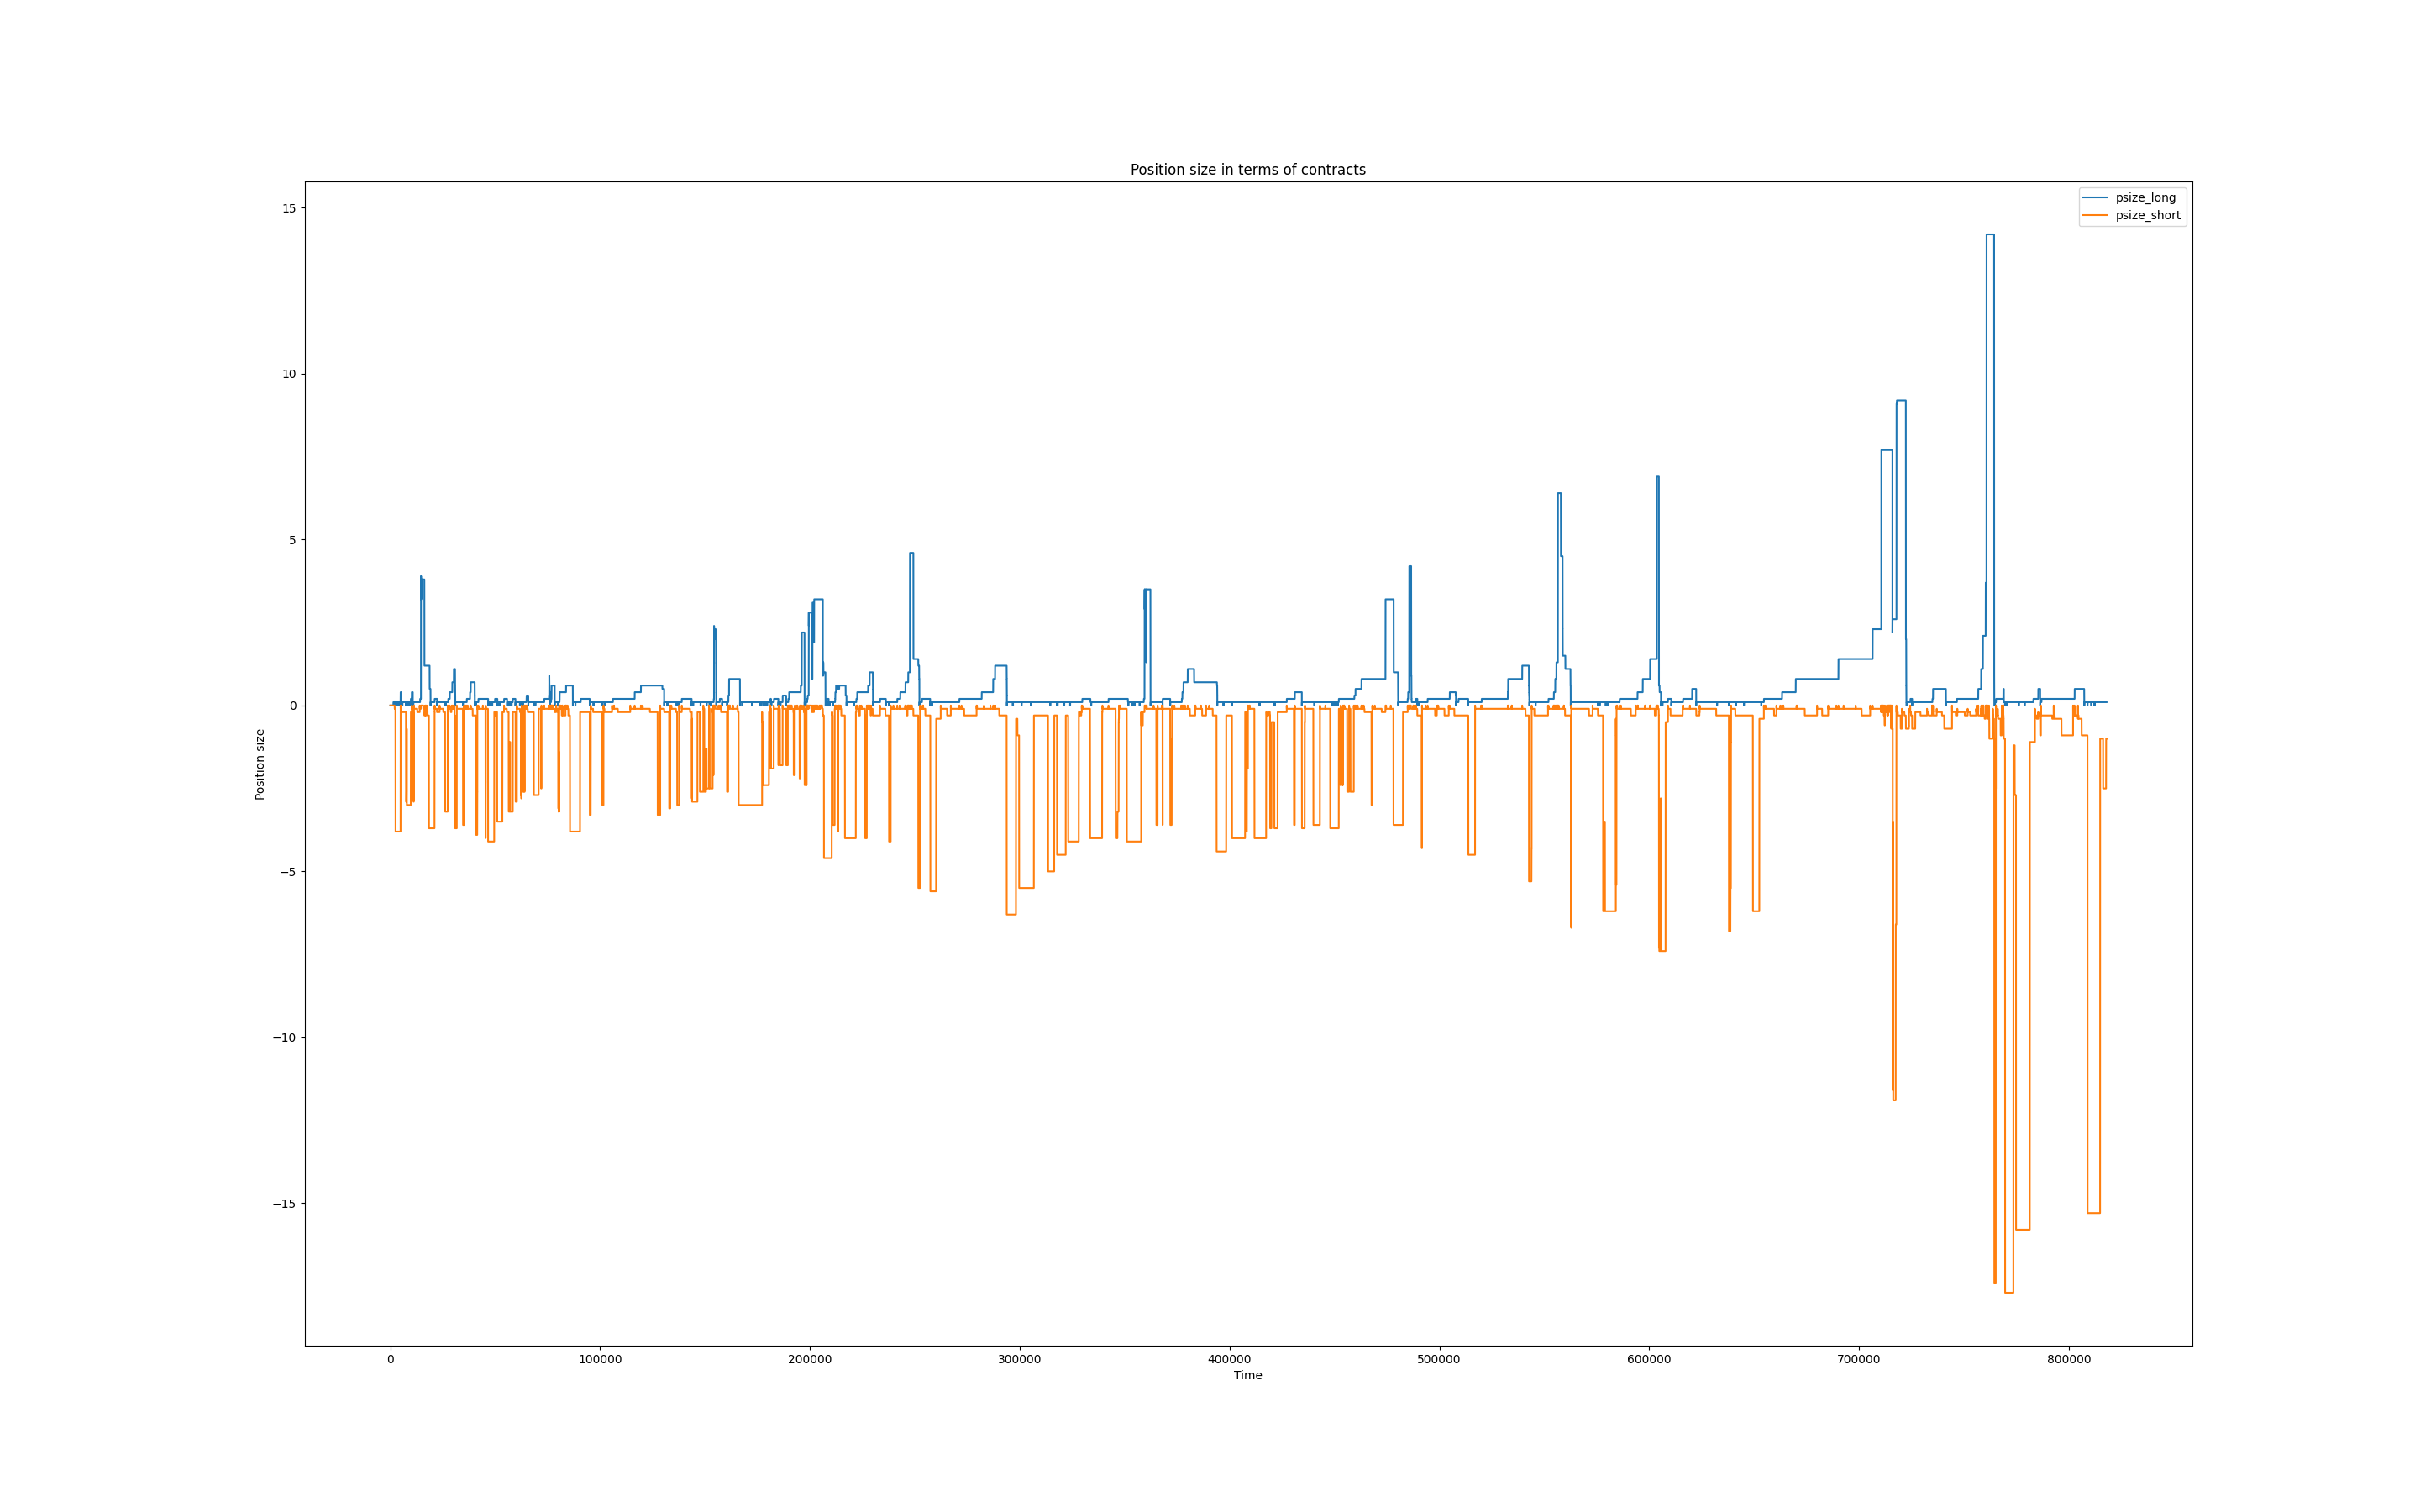 Position size in terms of contracts
psize_long
psize_short
15
10
5
0
−5
−10
−15
Position size
0 100000 200000 300000 400000 500000 600000 700000 800000
Time